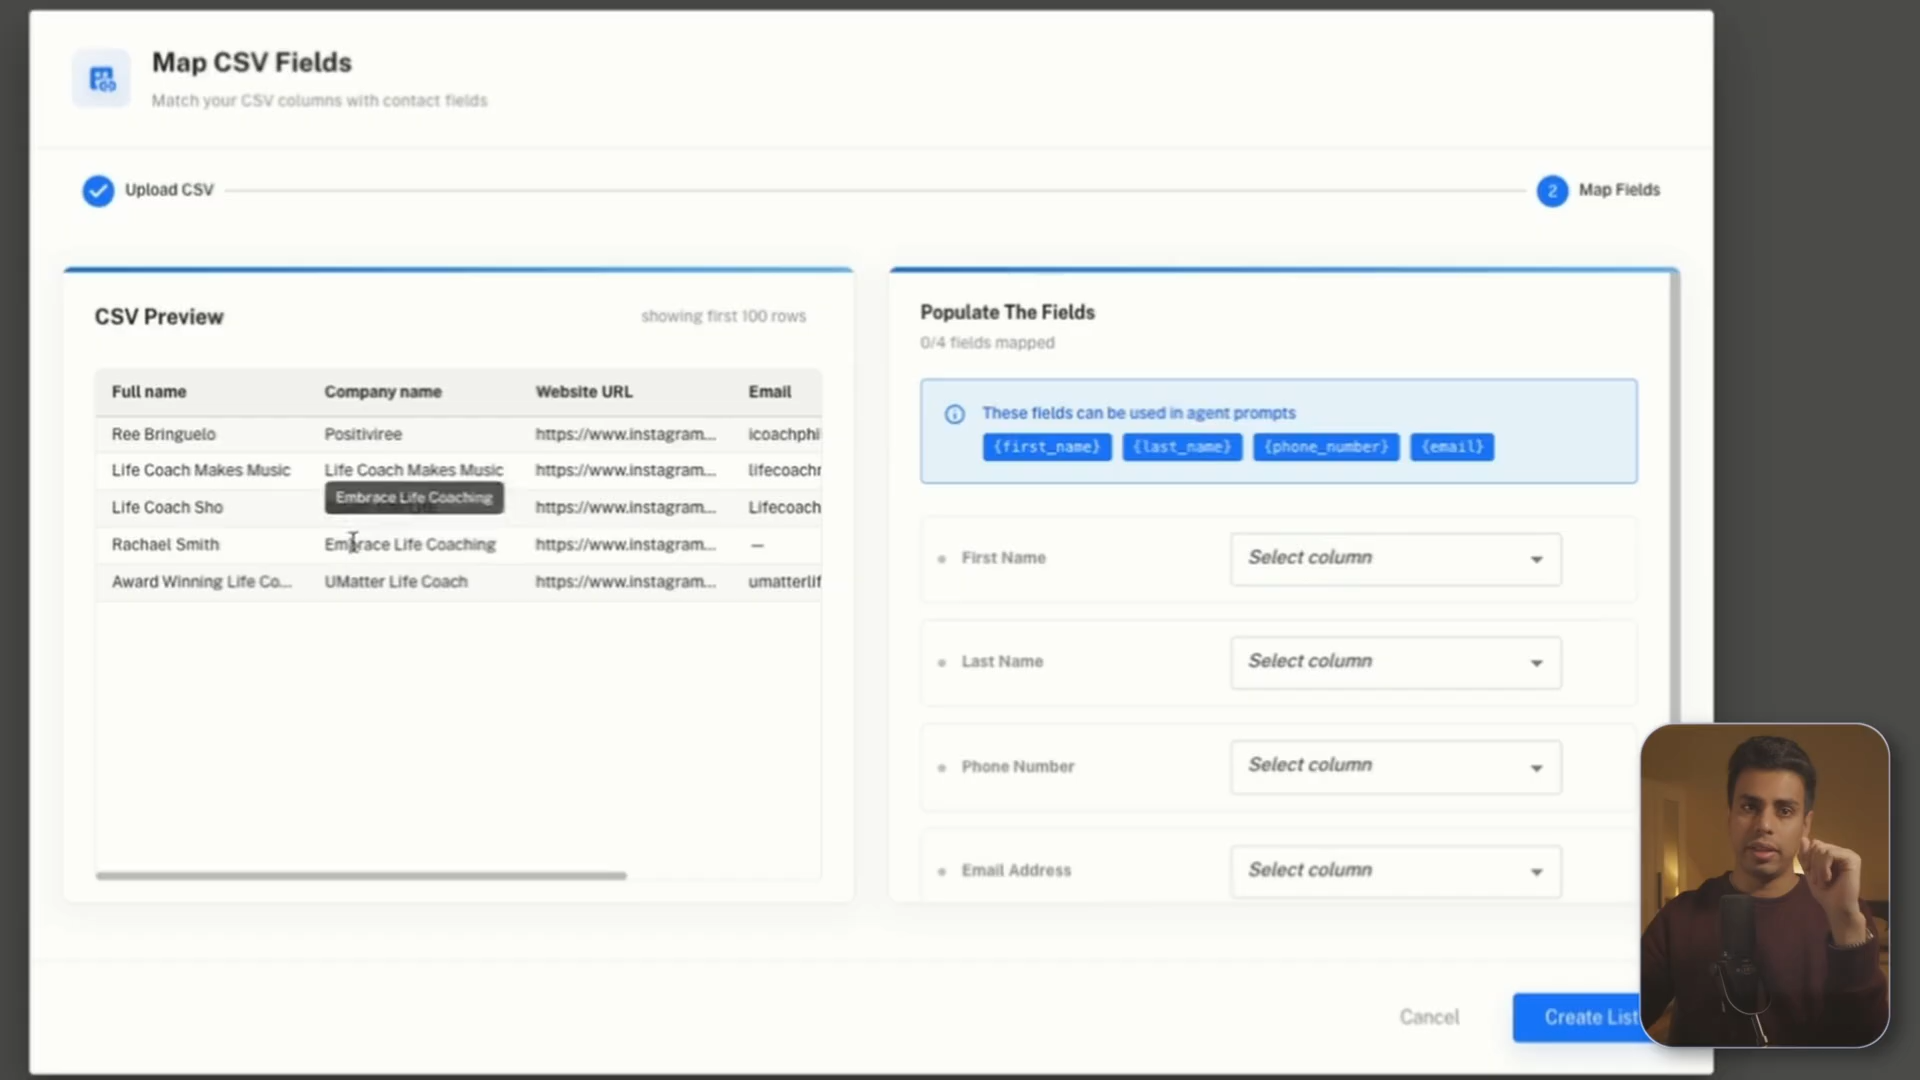 Map CSV Fields
Match your CSV columns with contact fields
Upload CSV
2 Map Fields
CSV Preview
showing first 100 rows
Full name Company name Website URL Email
Ree Bringuelo Positiviree https://www.instagram... icoachphi
Life Coach Makes Music Life Coach Makes Music https://www.instagram... lifecoachr
Embrace Life Coaching
Life Coach Sho https://www.instagram... Lifecoach
Rachael Smith Embrace Life Coaching https://www.instagram... —
Award Winning Life Co... UMatter Life Coach https://www.instagram... umatterlif
Populate The Fields
0/4 fields mapped
These fields can be used in agent prompts
{first_name} {last_name} {phone_number} {email}
First Name Select column
Last Name Select column
Phone Number Select column
Email Address Select column
Cancel Create List